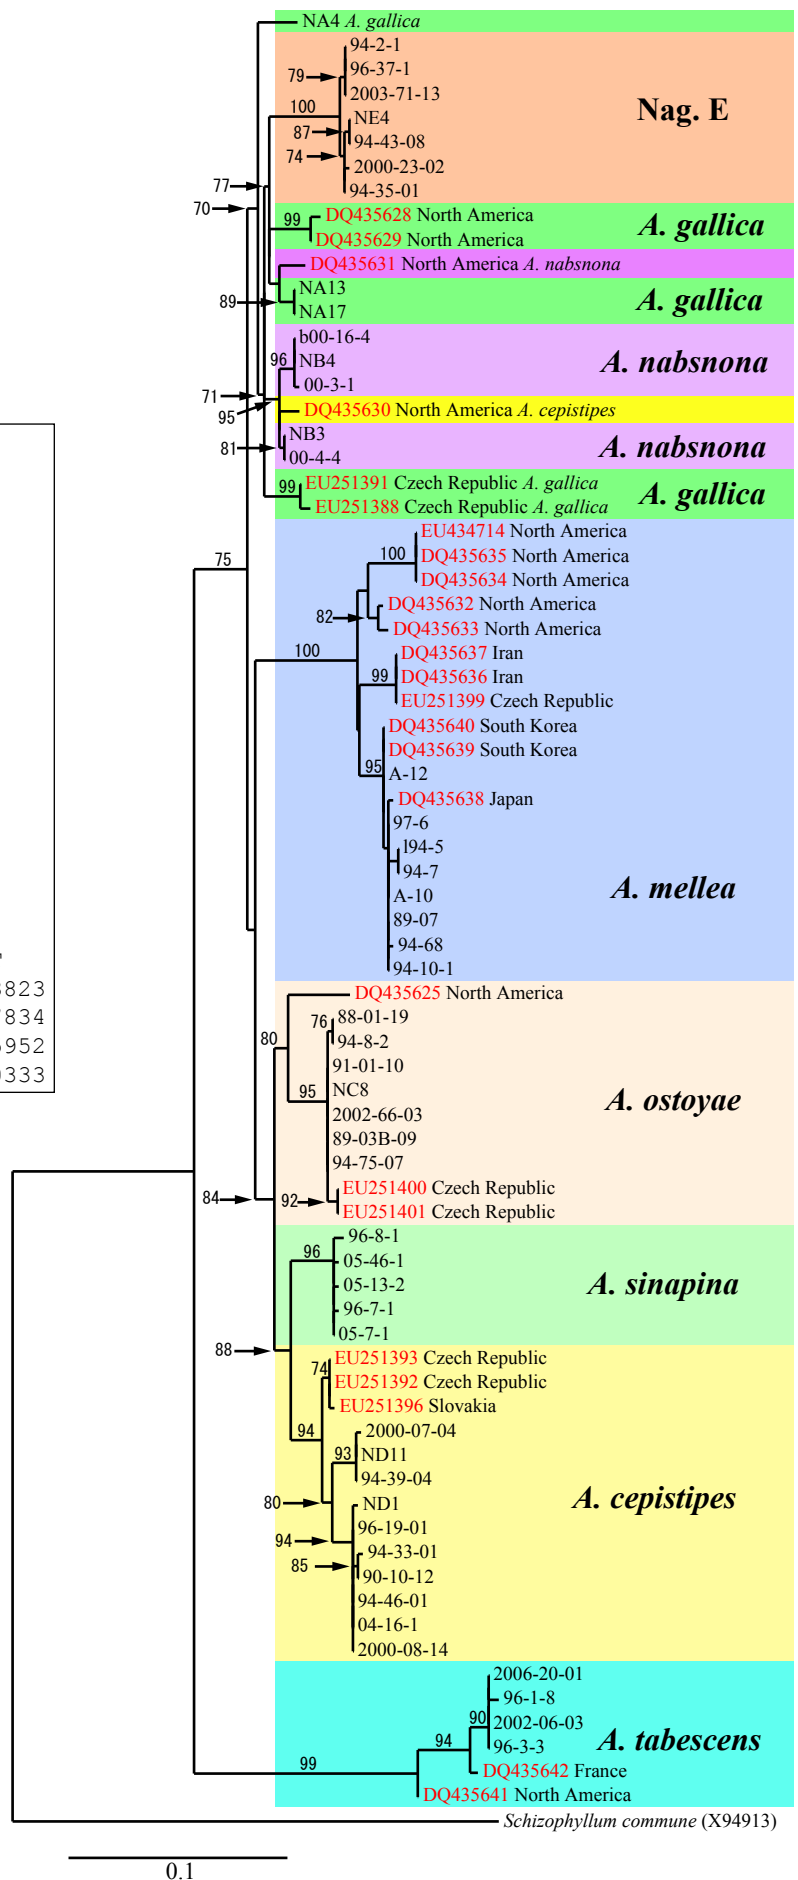 NA4 A. gallica
94-2-1
79
96-37-1
2003-71-13
100
Nag. E
NE4
87
94-43-08
74
2000-23-02
77
94-35-01
70
DQ435628 North America
99
A. gallica
DQ435629 North America
DQ435631 North America A. nabsnona
NA13
89
A. gallica
NA17
b00-16-4
96
NB4
A. nabsnona
00-3-1
71
DQ435630 North America A. cepistipes
95
NB3
81
A. nabsnona
00-4-4
EU251391 Czech Republic A. gallica
99
A. gallica
EU251388 Czech Republic A. gallica
EU434714 North America
75
100
DQ435635 North America
DQ435634 North America
DQ435632 North America
82
DQ435633 North America
100
DQ435637 Iran
99
DQ435636 Iran
EU251399 Czech Republic
DQ435640 South Korea
DQ435639 South Korea
95
A-12
DQ435638 Japan
97-6
l94-5
94-7
A. mellea
A-10
89-07
94-68
94-10-1
823
DQ435625 North America
834
76
88-01-19
80
94-8-2
952
91-01-10
333
95
NC8
A. ostoyae
2002-66-03
89-03B-09
94-75-07
84
92
EU251400 Czech Republic
EU251401 Czech Republic
96-8-1
96
05-46-1
05-13-2
A. sinapina
96-7-1
05-7-1
88
EU251393 Czech Republic
74
EU251392 Czech Republic
EU251396 Slovakia
94
2000-07-04
93
ND11
94-39-04
80
ND1
A. cepistipes
96-19-01
94
94-33-01
85
90-10-12
94-46-01
04-16-1
2000-08-14
2006-20-01
96-1-8
90
2002-06-03
94
96-3-3
A. tabescens
99
DQ435642 France
DQ435641 North America
Schizophyllum commune (X94913)
0.1